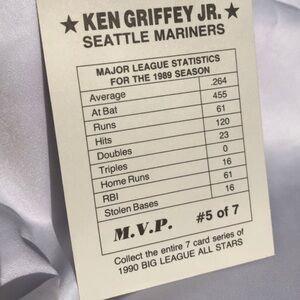 ★ KEN GRIFFEY JR. ★
SEATTLE MARINERS
MAJOR LEAGUE STATISTICS
FOR THE 1989 SEASON
Average .264
At Bat 455
Runs 61
Hits 120
Doubles 23
Triples 0
Home Runs 16
RBI 61
Stolen Bases 16
M.V.P. #5 of 7
Collect the entire 7 card series of
1990 BIG LEAGUE ALL STARS